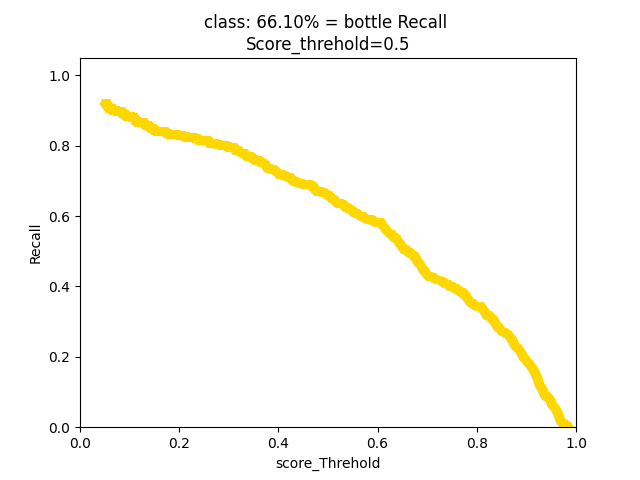 class: 66.10% = bottle Recall
Score_threhold=0.5
1.0
0.8
0.6
0.4
0.2
0.0
Recall
0.0 0.2 0.4 0.6 0.8 1.0
score_Threhold